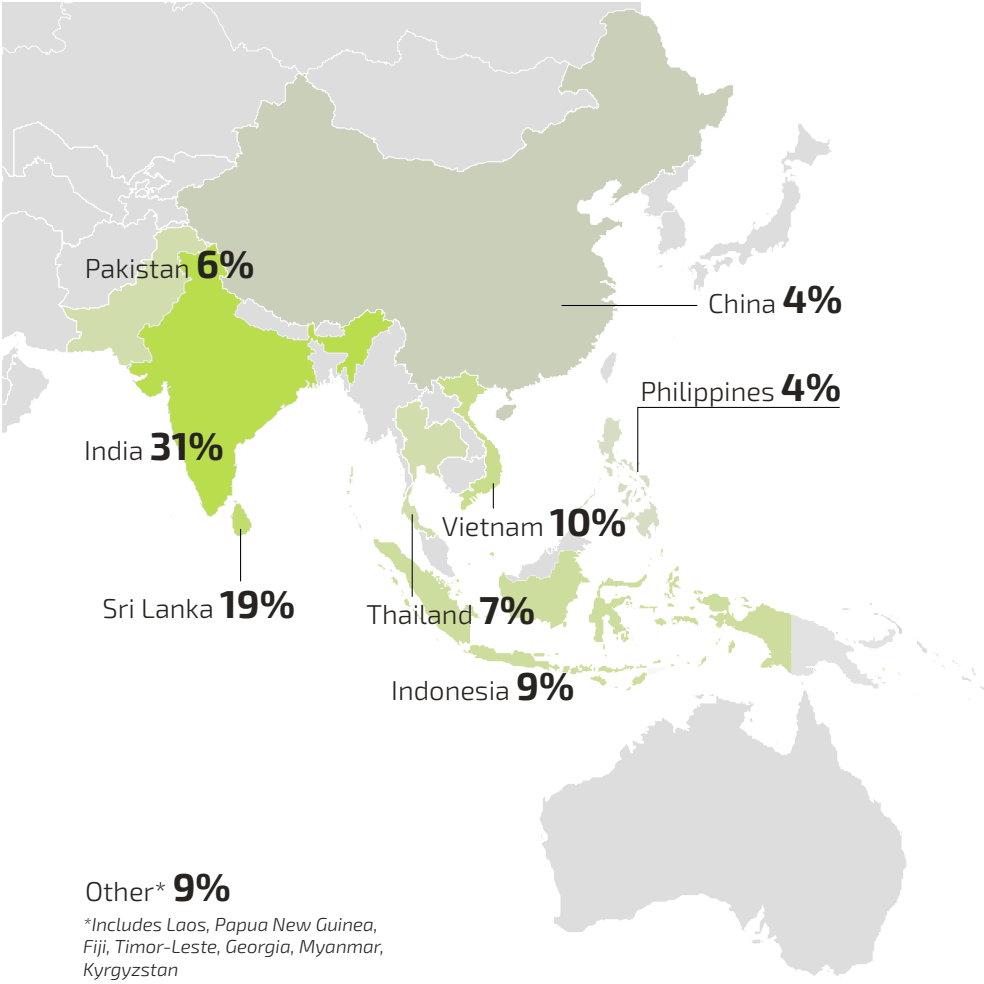 Pakistan 6%
China 4%
Philippines 4%
India 31%
Vietnam 10%
Sri Lanka 19%
Thailand 7%
Indonesia 9%
Other* 9%
*Includes Laos, Papua New Guinea,
Fiji, Timor-Leste, Georgia, Myanmar,
Kyrgyzstan